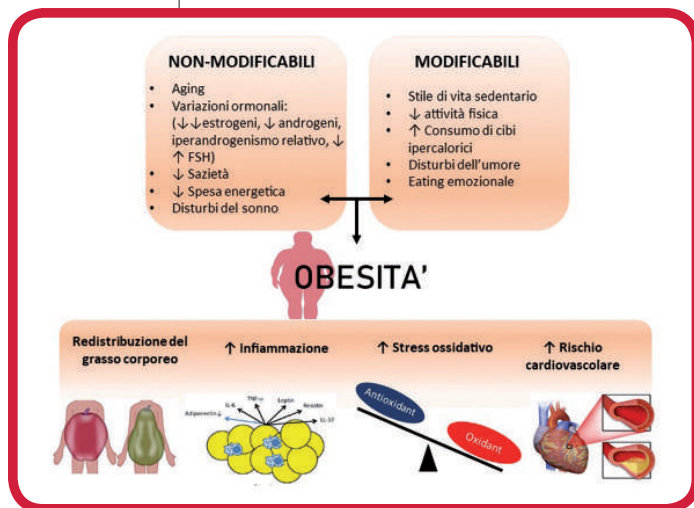 NON-MODIFICABILI
• Aging
• Variazioni ormonali:
(↓↓estrogeni, ↓ androgeni,
iperandrogenismo relativo, ↓
↑ FSH)
• ↓ Sazietà
• ↓ Spesa energetica
• Disturbi del sonno
MODIFICABILI
• Stile di vita sedentario
• ↓ attività fisica
• ↑ Consumo di cibi
ipercalorici
• Disturbi dell'umore
• Eating emozionale
OBESITA'
Redistribuzione del
grasso corporeo
↑ Infiammazione
↑ Stress ossidativo
↑ Rischio
cardiovascolare
Adiponectin ↓
IL-6
TNF-α
Leptin
Resistin
Antioxidant
Oxidant